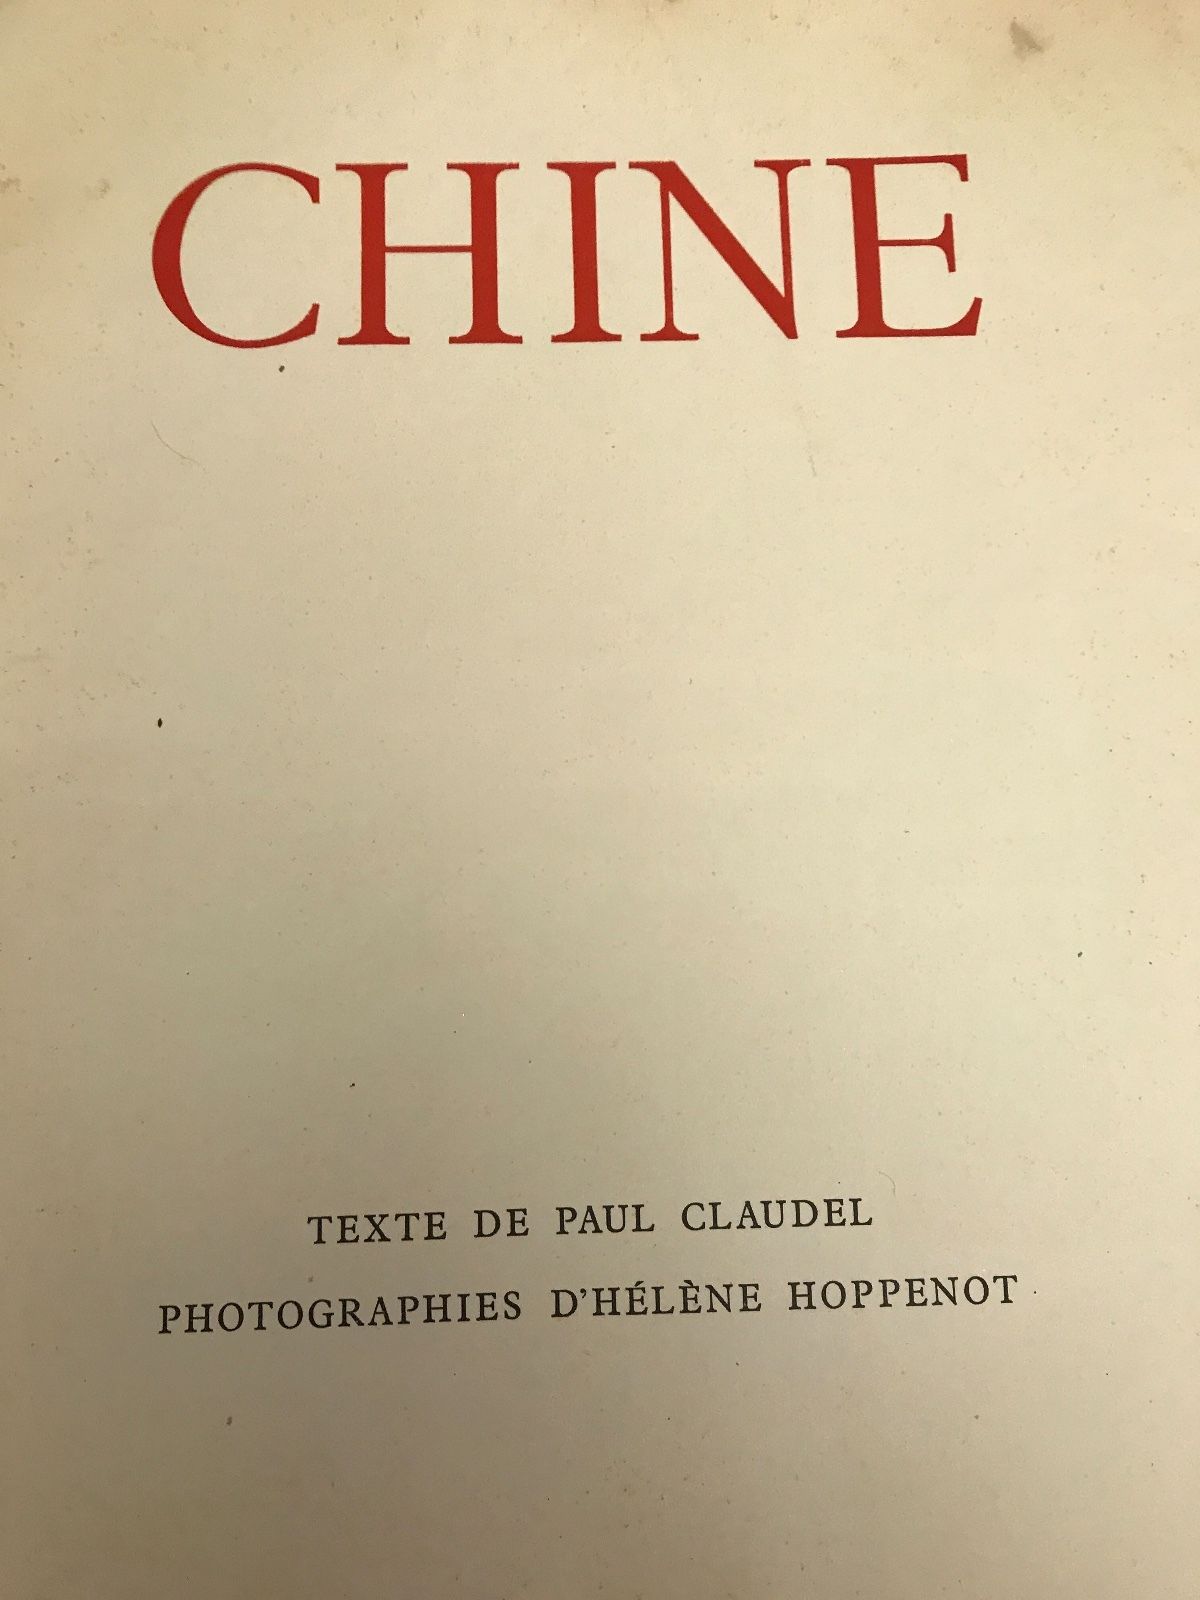 CHINE
TEXTE DE PAUL CLAUDEL
PHOTOGRAPHIES D'HÉLÈNE HOPPENOT